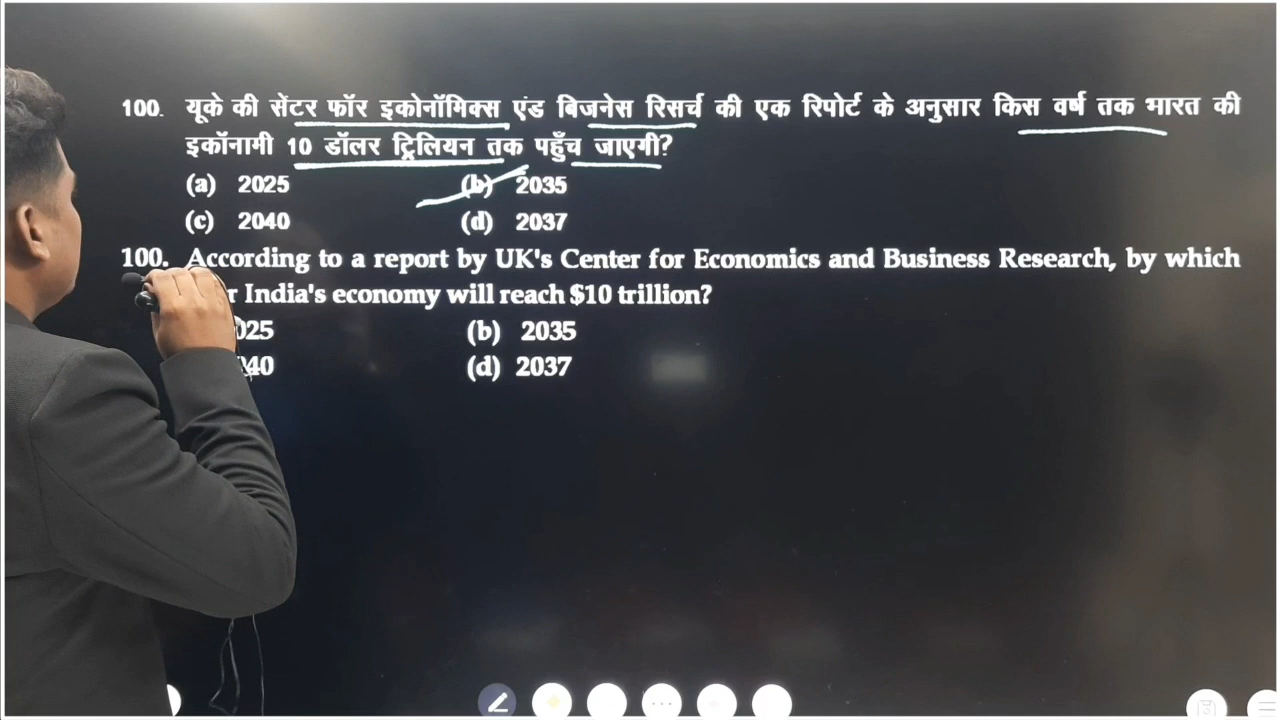 100. यूके की सेंटर फॉर इकोनॉमिक्स एंड बिजनेस रिसर्च की एक रिपोर्ट के अनुसार किस वर्ष तक भारत की
इकॉनामी 10 डॉलर ट्रिलियन तक पहुँच जाएगी?
(a) 2025 (b) 2035
(c) 2040 (d) 2037
100. According to a report by UK's Center for Economics and Business Research, by which
India's economy will reach $10 trillion?
025 (b) 2035
40 (d) 2037